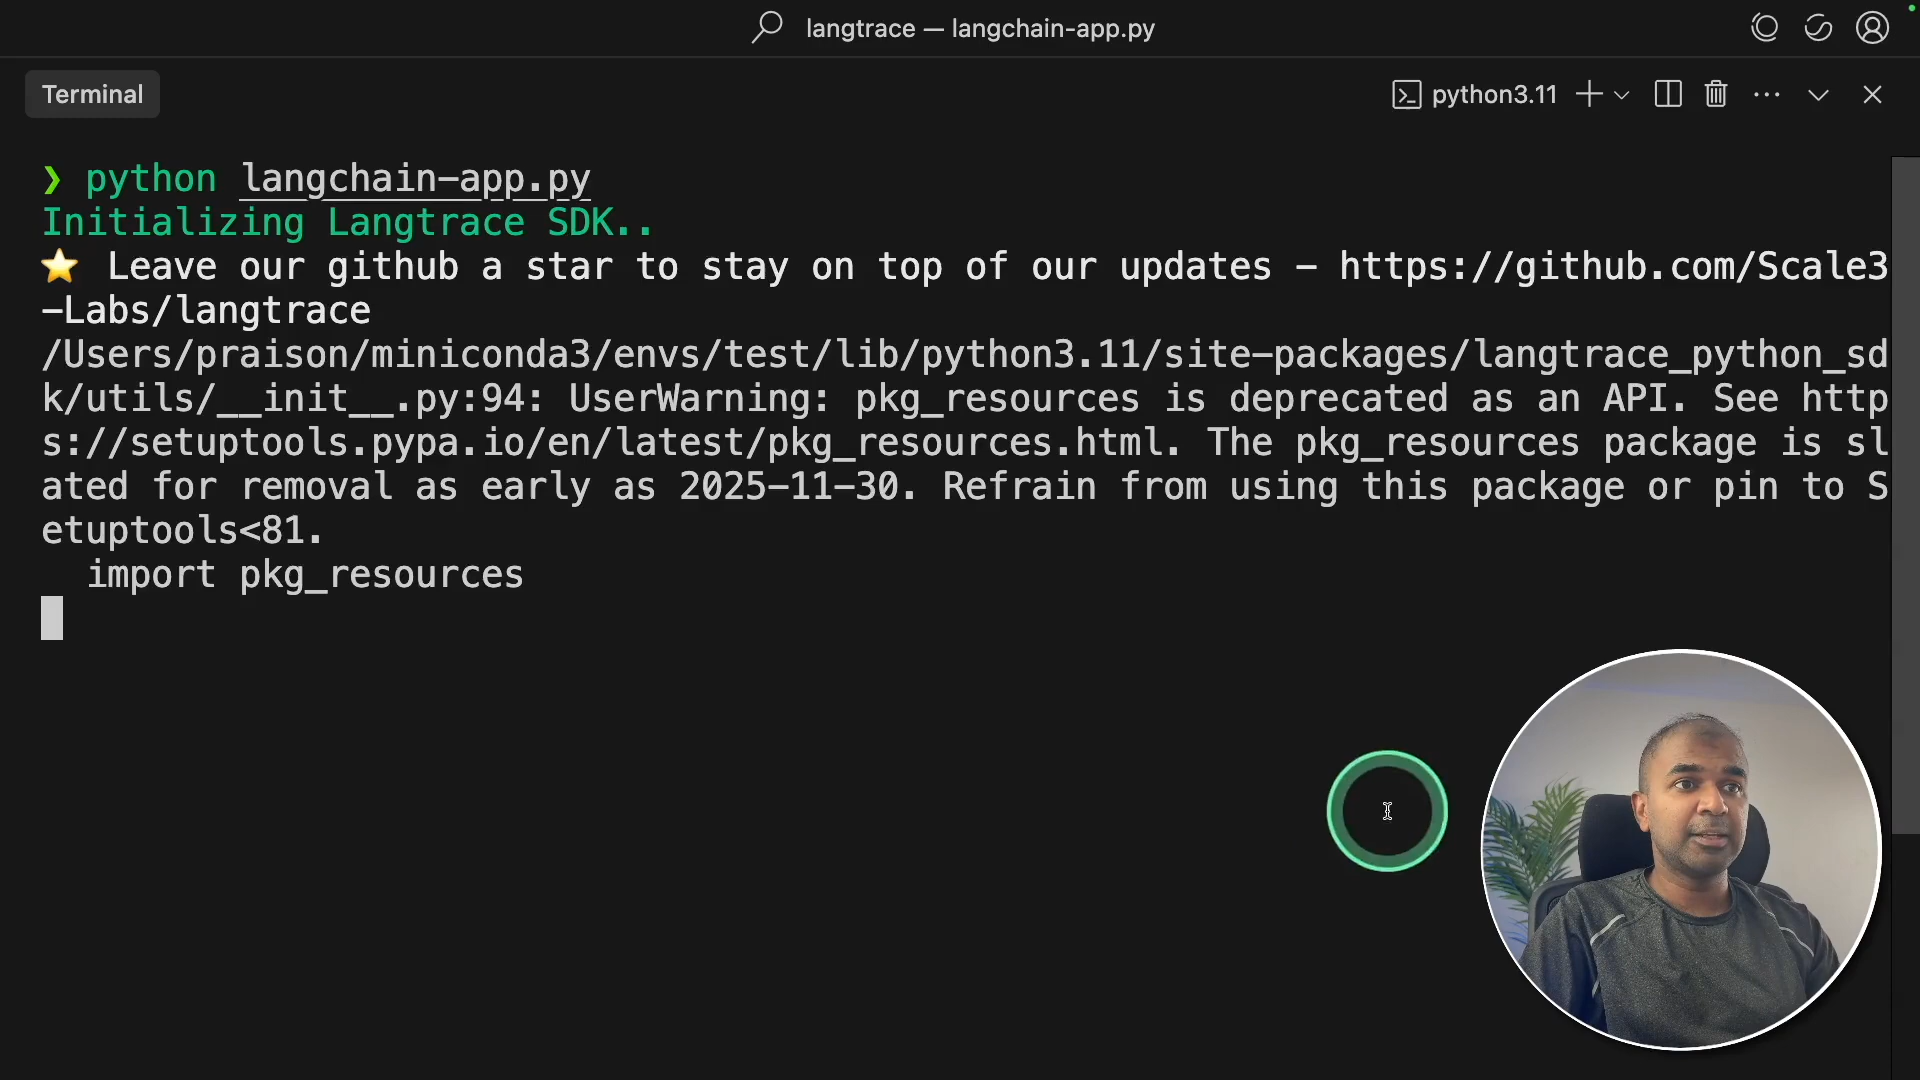 langtrace — langchain-app.py
Terminal
python3.11
❯ python langchain-app.py
Initializing Langtrace SDK..
⭐ Leave our github a star to stay on top of our updates - https://github.com/Scale3
-Labs/langtrace
/Users/praison/miniconda3/envs/test/lib/python3.11/site-packages/langtrace_python_sd
k/utils/__init__.py:94: UserWarning: pkg_resources is deprecated as an API. See http
s://setuptools.pypa.io/en/latest/pkg_resources.html. The pkg_resources package is sl
ated for removal as early as 2025-11-30. Refrain from using this package or pin to S
etuptools<81.
  import pkg_resources